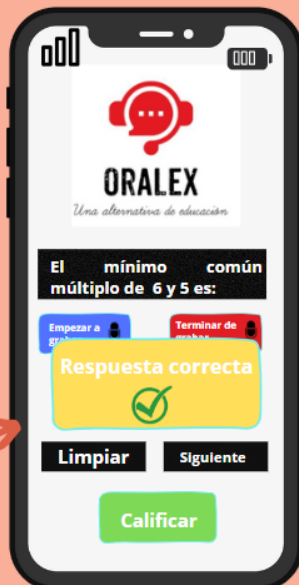 ORALEX
Una alternativa de educación
El mínimo común
múltiplo de 6 y 5 es:
Empezar a
Terminar de
Respuesta correcta
Limpiar
Siguiente
Calificar